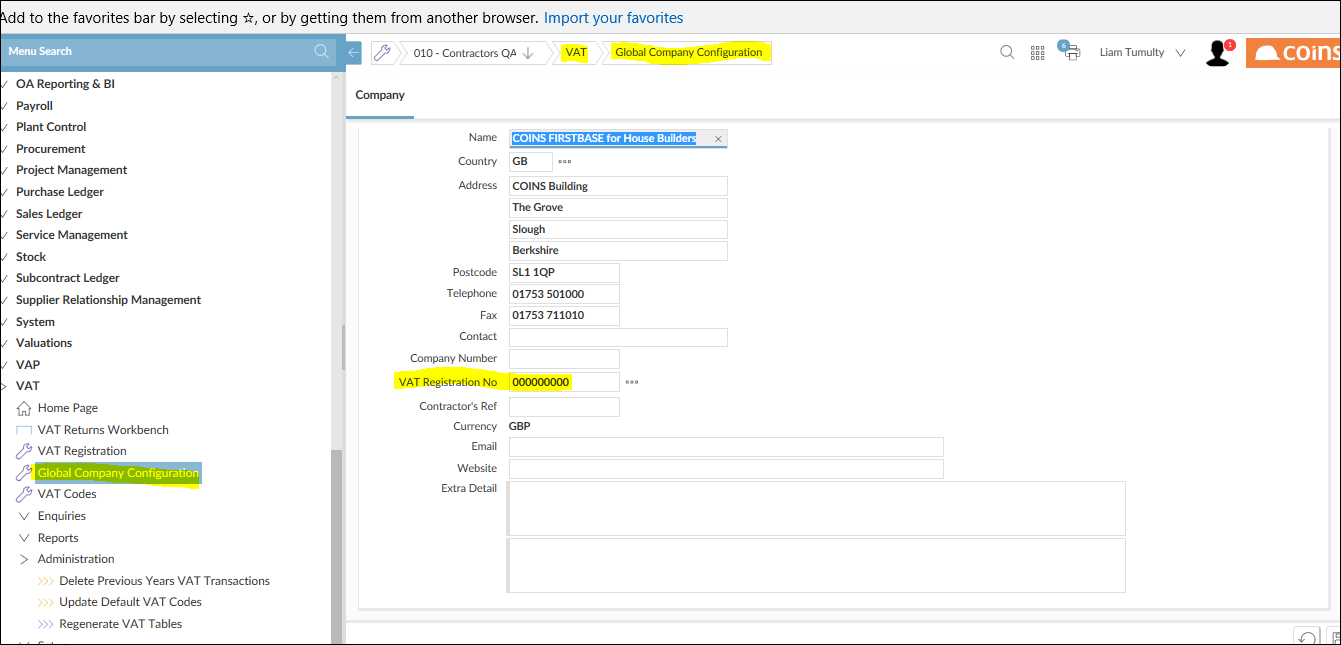 Add to the favorites bar by selecting ☆, or by getting them from another browser. Import your favorites
Menu Search
010 - Contractors QA
VAT
Global Company Configuration
6
Liam Tumulty
1
coins
OA Reporting & BI
Payroll
Plant Control
Procurement
Project Management
Purchase Ledger
Sales Ledger
Service Management
Stock
Subcontract Ledger
Supplier Relationship Management
System
Valuations
VAP
VAT
Home Page
VAT Returns Workbench
VAT Registration
Global Company Configuration
VAT Codes
Enquiries
Reports
Administration
Delete Previous Years VAT Transactions
Update Default VAT Codes
Regenerate VAT Tables
Company
Name COINS FIRSTBASE for House Builders
Country GB
Address COINS Building
The Grove
Slough
Berkshire
Postcode SL1 1QP
Telephone 01753 501000
Fax 01753 711010
Contact
Company Number
VAT Registration No 000000000
Contractor's Ref
Currency GBP
Email
Website
Extra Detail